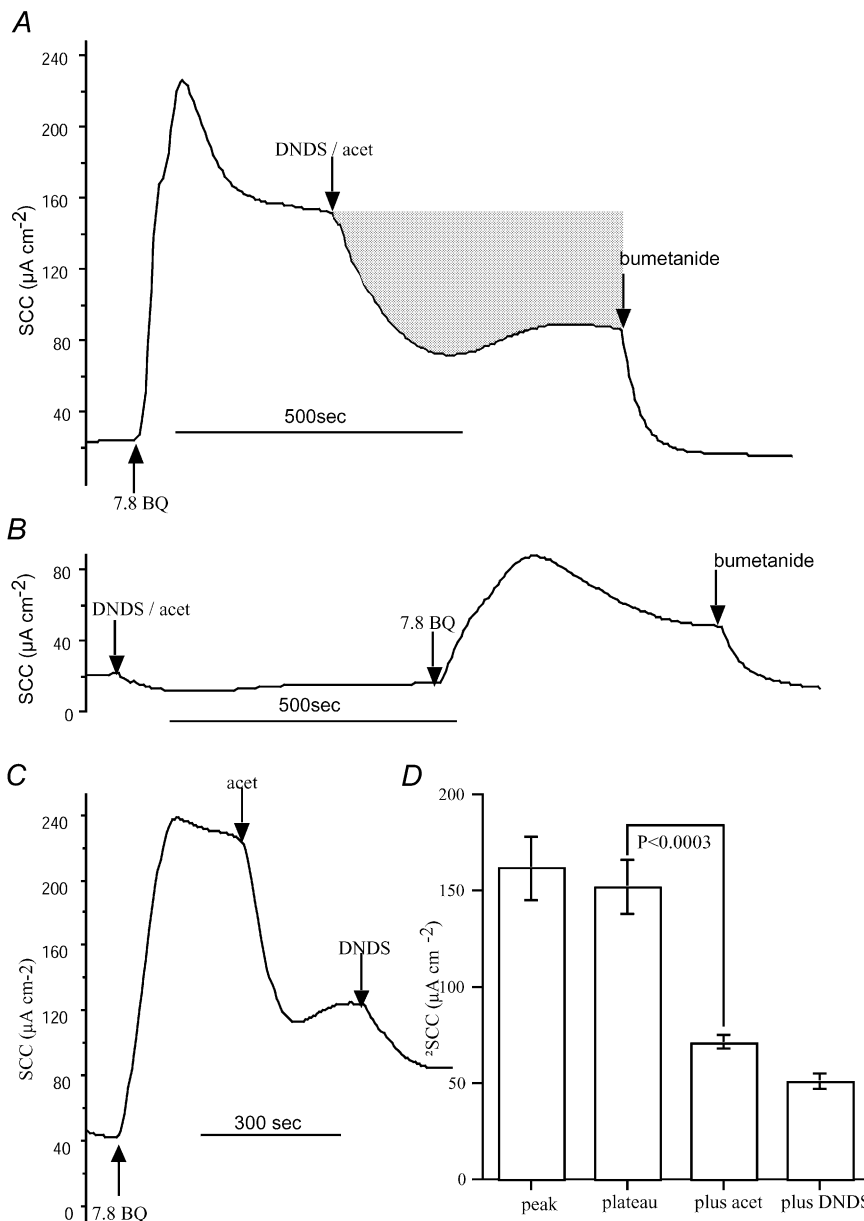 A
240
200
160
120
80
40
SCC (µA cm-2)
DNDS / acet
bumetanide
500sec
7.8 BQ
B
80
40
0
SCC (µA cm-2)
DNDS / acet
7.8 BQ
bumetanide
500sec
C
240
200
160
120
80
40
0
SCC (µA cm-2)
acet
DNDS
300 sec
7.8 BQ
D
200
150
100
50
0
²SCC (µA cm -2)
P<0.0003
peak
plateau
plus acet
plus DNDS